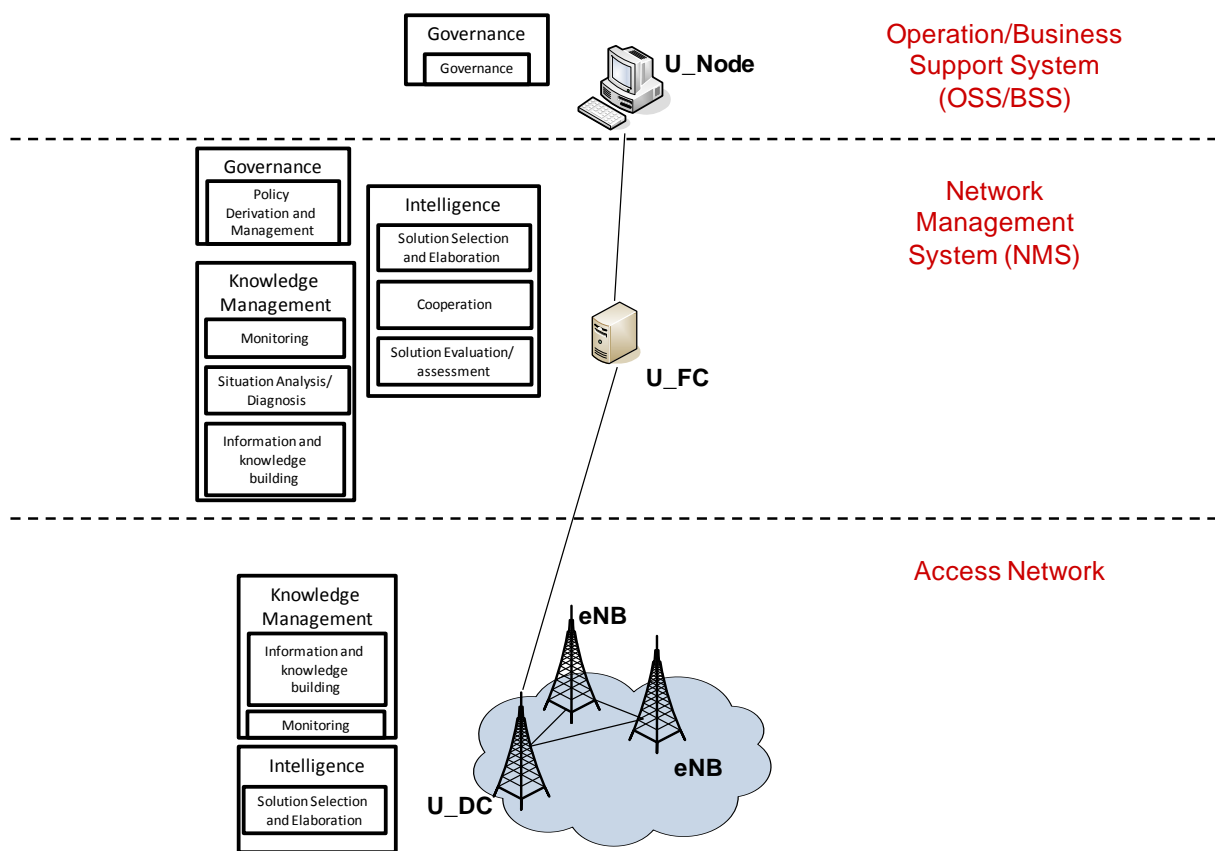 Governance
Governance
U_Node
Operation/Business
Support System
(OSS/BSS)
Governance
Policy
Derivation and
Management
Intelligence
Solution Selection
and Elaboration
Cooperation
Solution Evaluation/
assessment
Knowledge
Management
Monitoring
Situation Analysis/
Diagnosis
Information and
knowledge
building
U_FC
Network
Management
System (NMS)
Access Network
Knowledge
Management
Information and
knowledge
building
Monitoring
Intelligence
Solution Selection
and Elaboration
eNB
eNB
U_DC